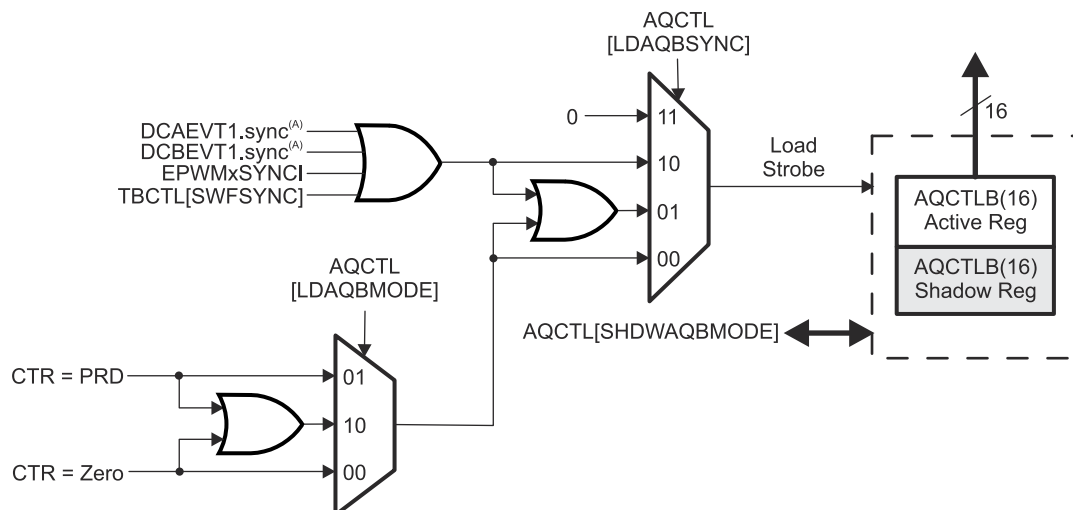 AQCTL
[LDAQBSYNC]
16
0
11
DCAEVT1.sync(A)
DCBEVT1.sync(A)
EPWMxSYNCI
TBCTL[SWFSYNC]
10
Load
Strobe
01
AQCTLB(16)
Active Reg
00
AQCTLB(16)
Shadow Reg
AQCTL
[LDAQBMODE]
AQCTL[SHDWAQBMODE]
CTR = PRD
01
10
CTR = Zero
00